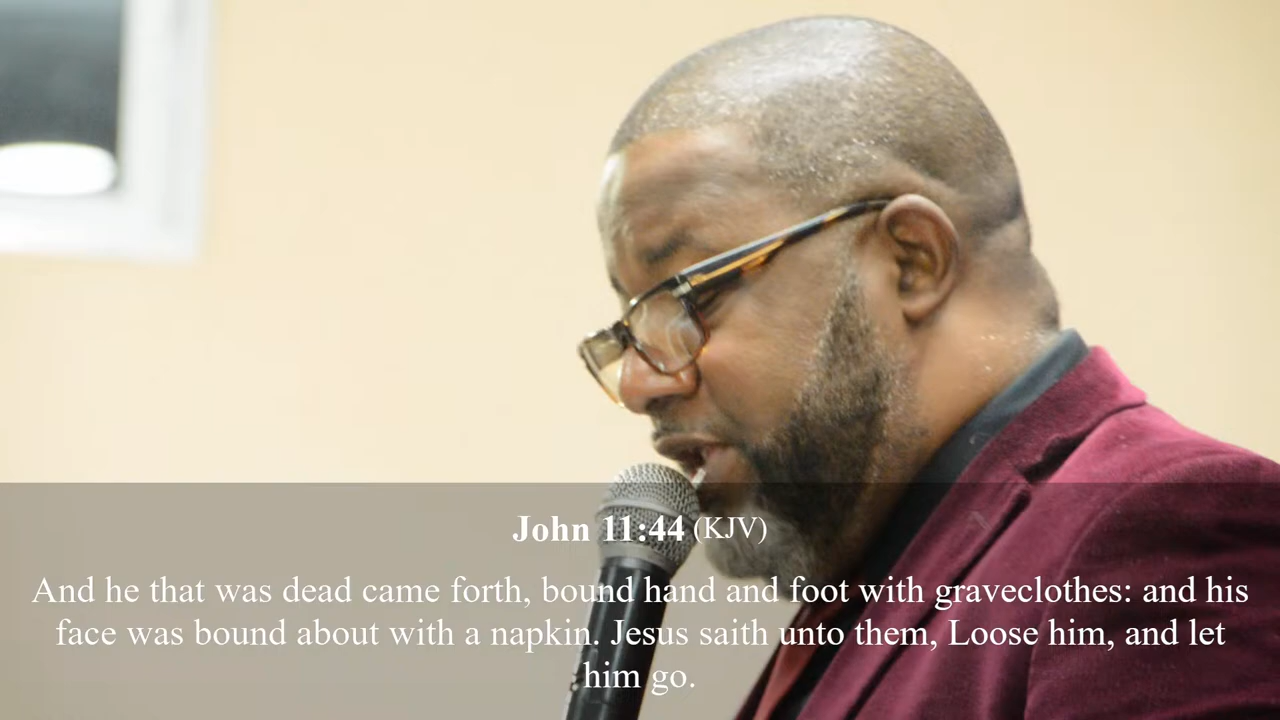 John 11:44 (KJV)
And he that was dead came forth, bound hand and foot with graveclothes: and his
face was bound about with a napkin. Jesus saith unto them, Loose him, and let
him go.